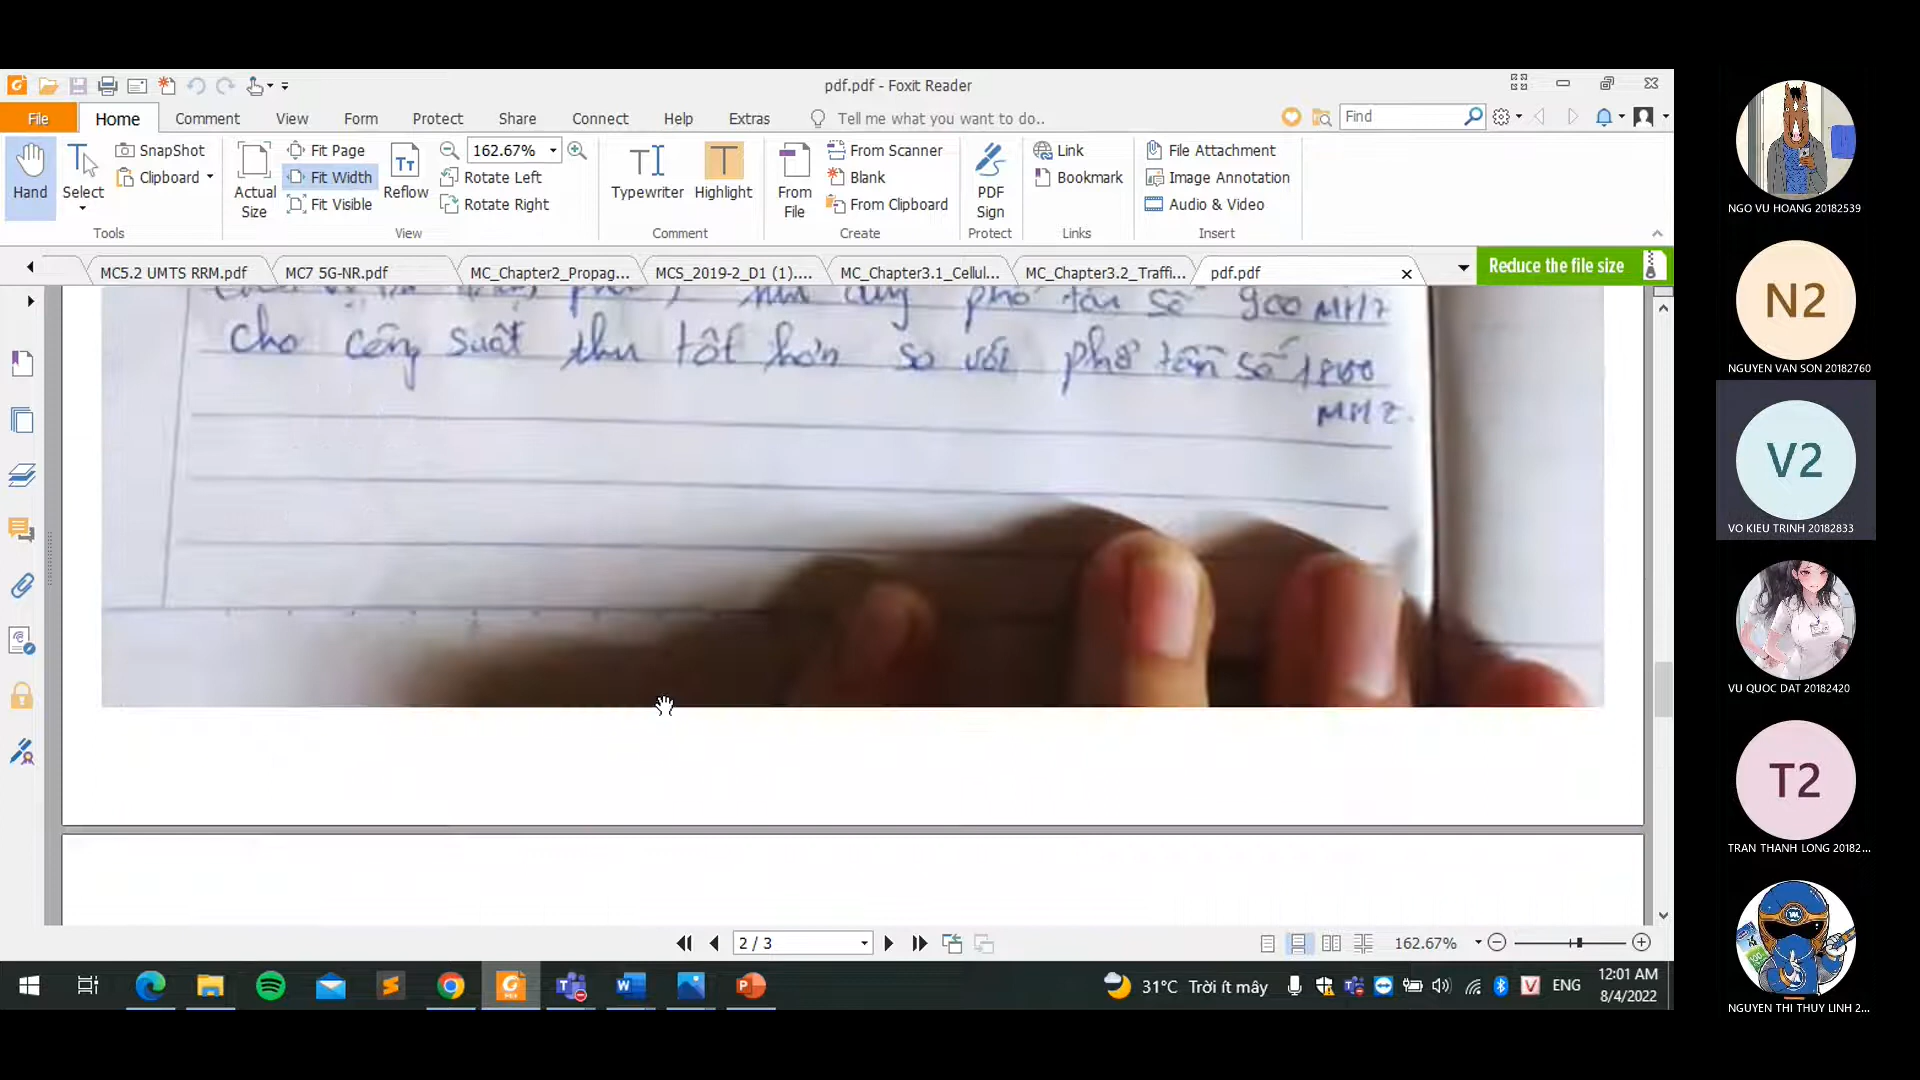 pdf.pdf - Foxit Reader
File
Home
Comment
View
Form
Protect
Share
Connect
Help
Extras
Tell me what you want to do..
Find
Hand
Select
SnapShot
Clipboard
Actual
Size
Fit Page
Fit Width
Fit Visible
Reflow
162.67%
Rotate Left
Rotate Right
Typewriter
Highlight
From
File
From Scanner
Blank
From Clipboard
PDF
Sign
Link
Bookmark
File Attachment
Image Annotation
Audio & Video
Tools
View
Comment
Create
Protect
Links
Insert
MC5.2 UMTS RRM.pdf
MC7 5G-NR.pdf
MC_Chapter2_Propag...
MCS_2019-2_D1 (1)....
MC_Chapter3.1_Cellul...
MC_Chapter3.2_Traffi...
pdf.pdf
Reduce the file size
phổ tần số 900 MHz
cho công suất thu tốt hơn so với phổ tần số 1800
MHz.
2 / 3
162.67%
31°C Trời ít mây
ENG
12:01 AM
8/4/2022
NGO VU HOANG 20182539
N2
NGUYEN VAN SON 20182760
V2
VO KIEU TRINH 20182833
VU QUOC DAT 20182420
T2
TRAN THANH LONG 20182...
NGUYEN THI THUY LINH 2...